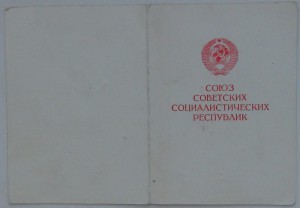 СОЮЗ
СОВЕТСКИХ
СОЦИАЛИСТИЧЕСКИХ
РЕСПУБЛИК